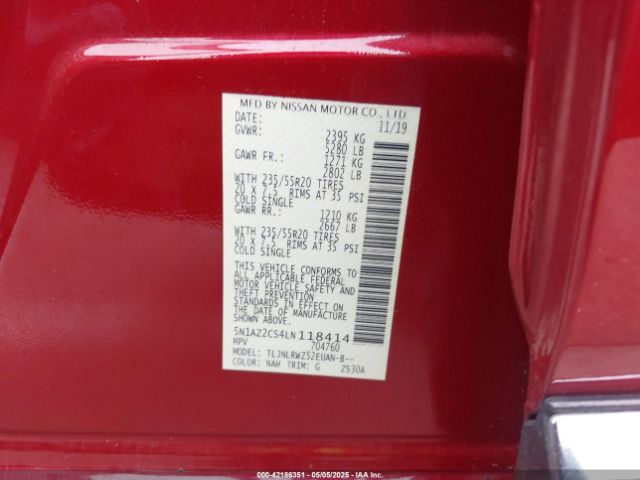 MFD BY NISSAN MOTOR CO., LTD
DATE: 11/19
GVWR: 2395 KG
5280 LB
GAWR FR.: 1271 KG
2802 LB
WITH 235/55R20 TIRES
20 X 7.5 RIMS AT 35 PSI
COLD SINGLE
GAWR RR.: 1210 KG
2667 LB
WITH 235/55R20 TIRES
20 X 7.5 RIMS AT 35 PSI
COLD SINGLE
THIS VEHICLE CONFORMS TO
ALL APPLICABLE FEDERAL
MOTOR VEHICLE SAFETY AND
THEFT PREVENTION
STANDARDS IN EFFECT ON
THE DATE OF MANUFACTURE
SHOWN ABOVE.
5N1AZ2CS4LN118414
MPV 704760
MODEL: TLJNLRWZ52EUAN-B--
COLOR: NAH TRIM: G 2S30A
000-42186351 - 05/05/2025 - IAAI.COM